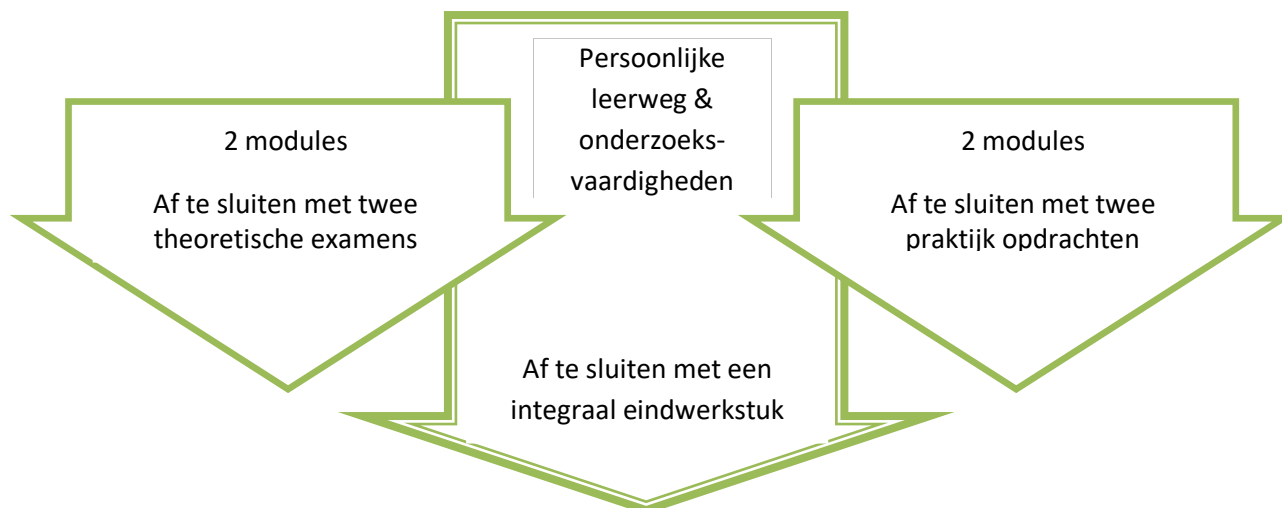 Persoonlijke
leerweg &
onderzoeks-
vaardigheden
2 modules
Af te sluiten met twee
theoretische examens
2 modules
Af te sluiten met twee
praktijk opdrachten
Af te sluiten met een
integraal eindwerkstuk